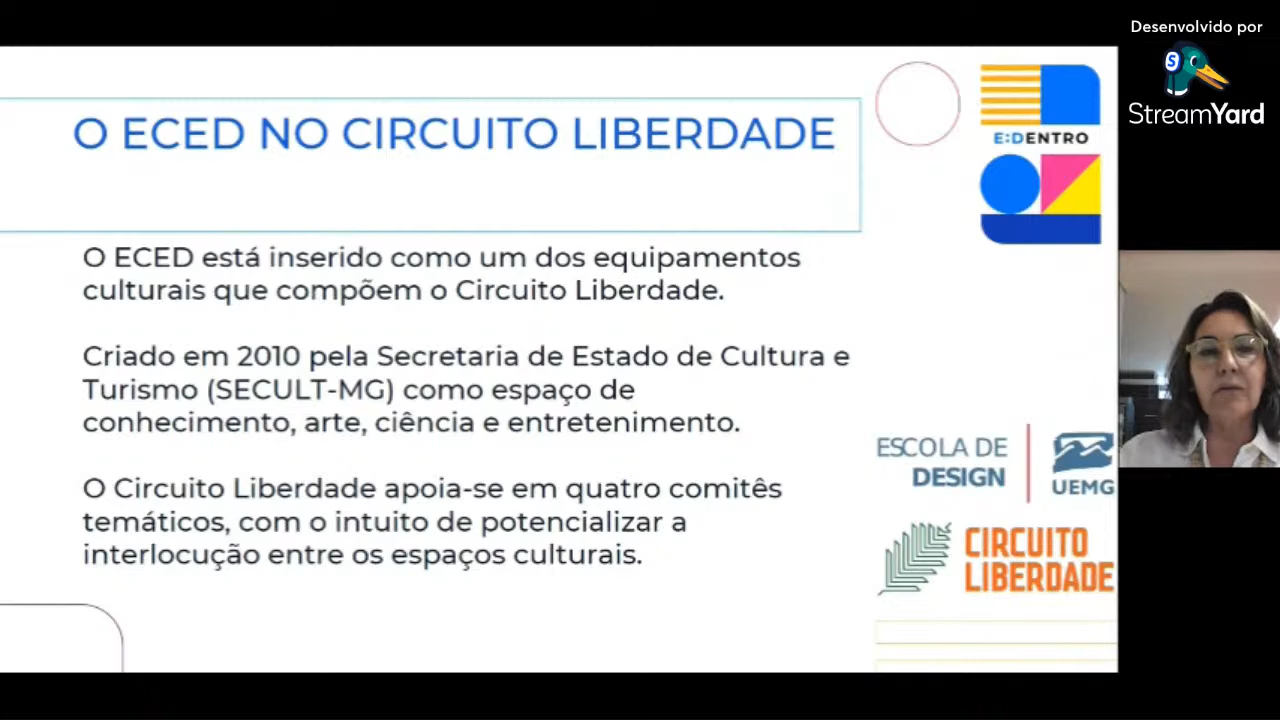 Desenvolvido por
StreamYard
O ECED NO CIRCUITO LIBERDADE
E:DENTRO
O ECED está inserido como um dos equipamentos
culturais que compõem o Circuito Liberdade.
Criado em 2010 pela Secretaria de Estado de Cultura e
Turismo (SECULT-MG) como espaço de
conhecimento, arte, ciência e entretenimento.
O Circuito Liberdade apoia-se em quatro comitês
temáticos, com o intuito de potencializar a
interlocução entre os espaços culturais.
ESCOLA DE
DESIGN
UEMG
CIRCUITO
LIBERDADE